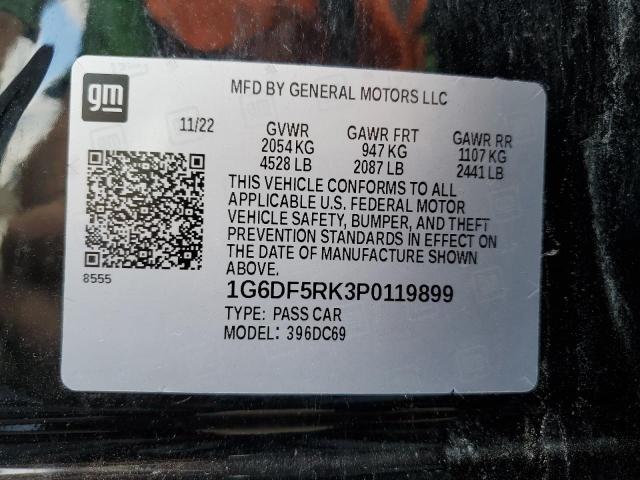 gm
MFD BY GENERAL MOTORS LLC
11/22 GVWR GAWR FRT GAWR RR
2054 KG 947 KG 1107 KG
4528 LB 2087 LB 2441 LB
THIS VEHICLE CONFORMS TO ALL
APPLICABLE U.S. FEDERAL MOTOR
VEHICLE SAFETY, BUMPER, AND THEFT
PREVENTION STANDARDS IN EFFECT ON
THE DATE OF MANUFACTURE SHOWN
ABOVE.
8555
1G6DF5RK3P0119899
TYPE: PASS CAR
MODEL: 396DC69